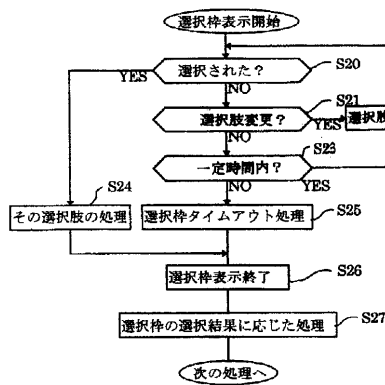 選択枠表示開始
S20
選択された?
YES
NO
S21
選択肢変更?
YES
選択肢
NO
S23
一定時間内?
NO
YES
S24
その選択肢の処理
S25
選択枠タイムアウト処理
S26
選択枠表示終了
S27
選択枠の選択結果に応じた処理
次の処理へ